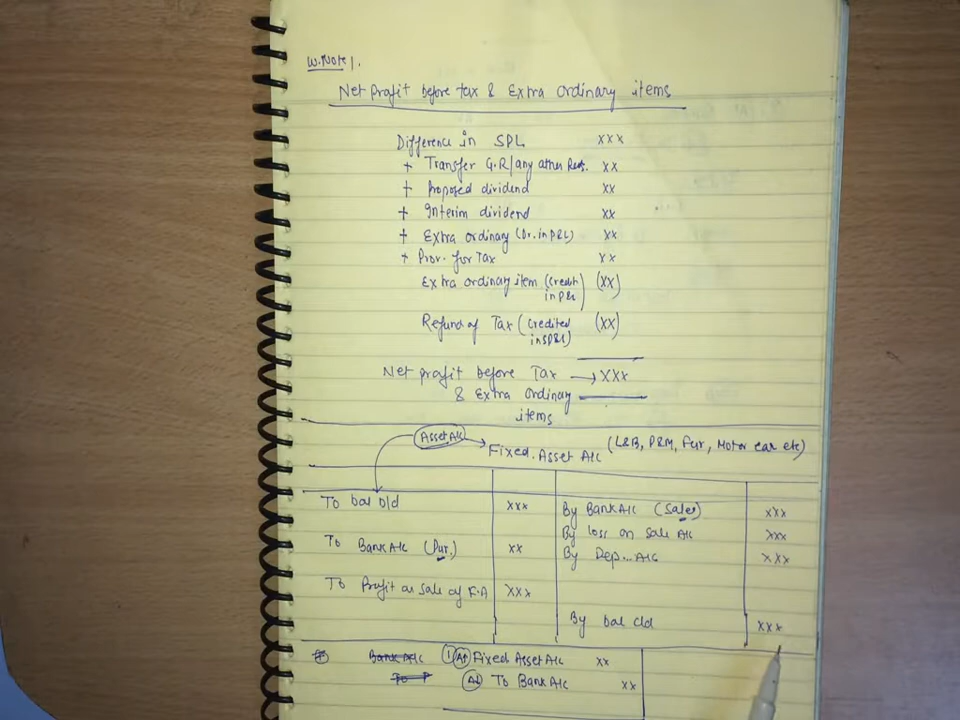 W.Note 1.
Net Profit before tax & Extra Ordinary items
Difference in SPL xxx
+ Transfer G.R/any other Res. xx
+ Proposed dividend xx
+ Interim dividend xx
+ Extra ordinary (Dr. in P&L) xx
+ Prov. for Tax xx
Extra ordinary item (credit in P&L) (xx)
Refund of Tax (credited in SP&L) (xx)
Net profit before Tax → xxx
& Extra Ordinary
items
Asset A/c
Fixed Asset A/c (L&B, P&M, Fur, Motor car etc)
To bal b/d xxx By Bank A/c (Sales) xxx
By loss on sale A/c xxx
To Bank A/c (Pur.) xx By Dep... A/c xxx
To Profit on sale of F.A xxx
By bal c/d xxx
Bank A/c 1 Fixed Asset A/c xx
To P To Bank A/c xx